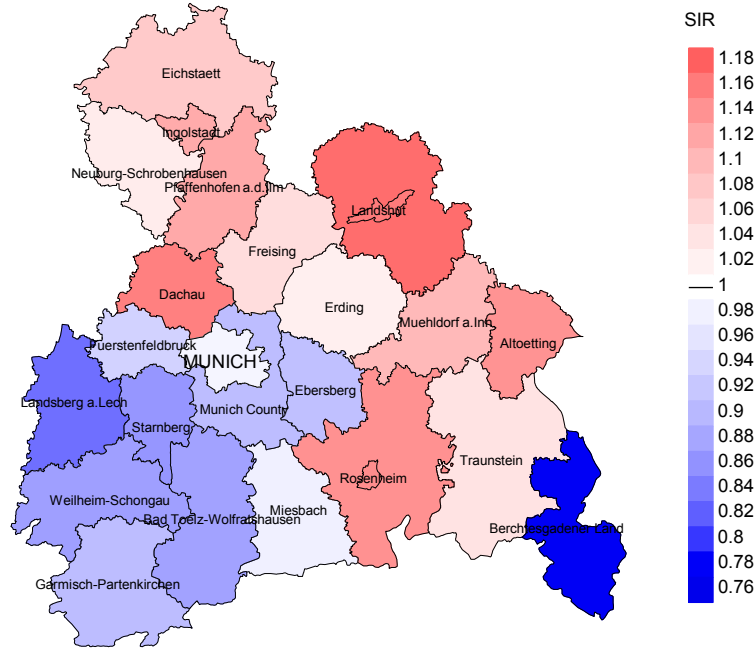 SIR
Eichstaett
Ingolstadt
Neuburg-Schrobenhausen
Pfaffenhofen a.d.Ilm
Landshut
Freising
Dachau
Erding
Muehldorf a.Inn
Altoetting
Fuerstenfeldbruck
MUNICH
Ebersberg
Landsberg a.Lech
Munich County
Starnberg
Traunstein
Rosenheim
Weilheim-Schongau
Miesbach
Bad Toelz-Wolfratshausen
Berchtesgadener Land
Garmisch-Partenkirchen
1.18
1.16
1.14
1.12
1.1
1.08
1.06
1.04
1.02
1
0.98
0.96
0.94
0.92
0.9
0.88
0.86
0.84
0.82
0.8
0.78
0.76